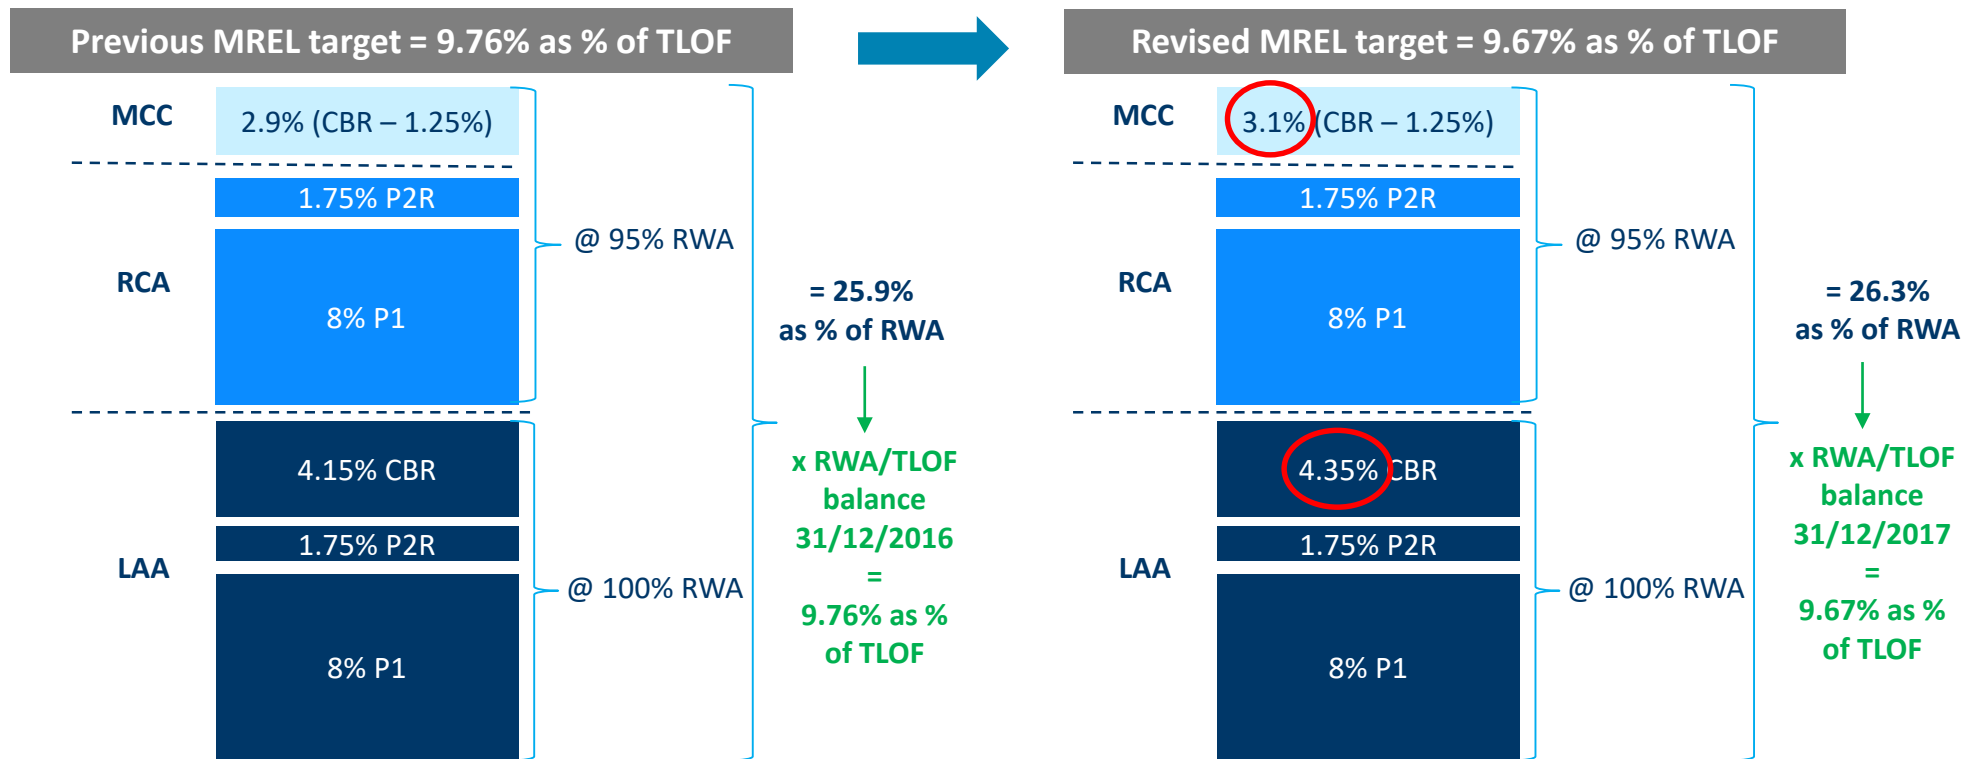 Previous MREL target = 9.76% as % of TLOF
MCC
2.9% (CBR – 1.25%)
1.75% P2R
@ 95% RWA
RCA
8% P1
= 25.9%
as % of RWA
4.15% CBR
x RWA/TLOF
balance
31/12/2016
=
9.76% as %
of TLOF
1.75% P2R
LAA
@ 100% RWA
8% P1
Revised MREL target = 9.67% as % of TLOF
MCC
3.1% (CBR – 1.25%)
1.75% P2R
@ 95% RWA
RCA
8% P1
= 26.3%
as % of RWA
4.35% CBR
x RWA/TLOF
balance
31/12/2017
=
9.67% as %
of TLOF
1.75% P2R
LAA
@ 100% RWA
8% P1